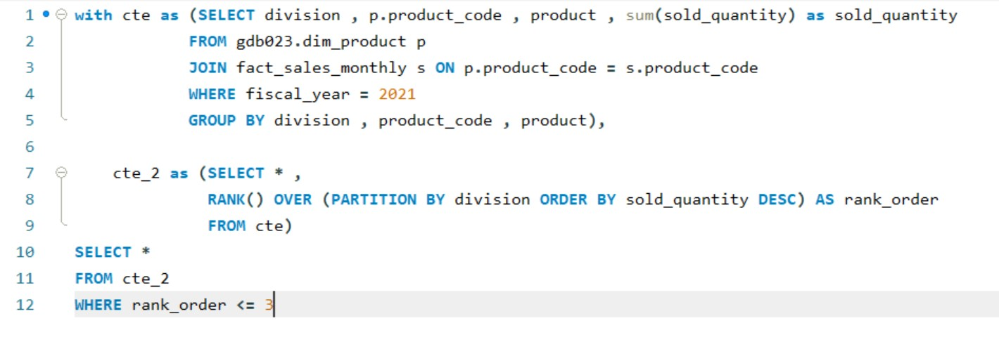 1 with cte as (SELECT division , p.product_code , product , sum(sold_quantity) as sold_quantity
2 FROM gdb023.dim_product p
3 JOIN fact_sales_monthly s ON p.product_code = s.product_code
4 WHERE fiscal_year = 2021
5 GROUP BY division , product_code , product),
6
7 cte_2 as (SELECT * ,
8 RANK() OVER (PARTITION BY division ORDER BY sold_quantity DESC) AS rank_order
9 FROM cte)
10 SELECT *
11 FROM cte_2
12 WHERE rank_order <= 3